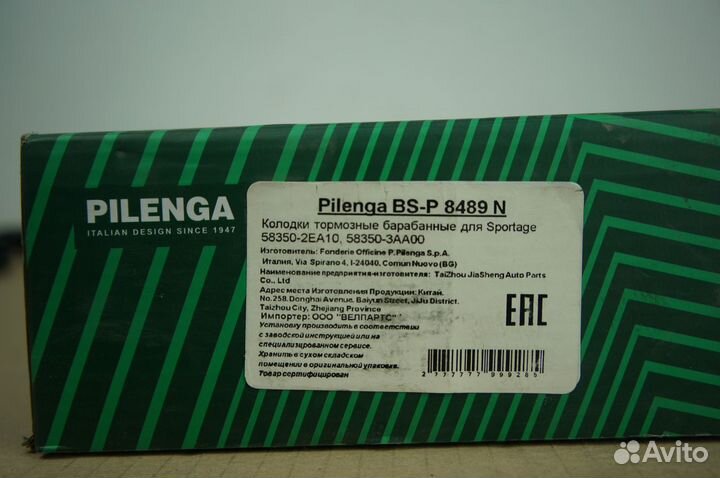 PILENGA
ITALIAN DESIGN SINCE 1947
Pilenga BS-P 8489 N
Колодки тормозные барабанные для Sportage
58350-2EA10, 58350-3AA00
Изготовитель: Fonderie Officine P.Pilenga S.p.A.
Италия, Via Spirano 4, I-24040, Comun Nuovo (BG)
Наименование предприятия-изготовителя: TaiZhou JiaSheng Auto Parts
Co., Ltd
Адрес места Изготовления Продукции: Китай.
No.258.Donghai Avenue, Baiyun Street, JiJu District.
Taizhou City, Zhejiang Province
Импортер: ООО "ВЕЛПАРТС"
Установку производить в соответствии
с заводской инструкцией или на
специализированном сервисе.
Хранить в сухом складском
помещении в оригинальной упаковке.
Товар сертифицирован
EAC
2 777777 999285
Avito